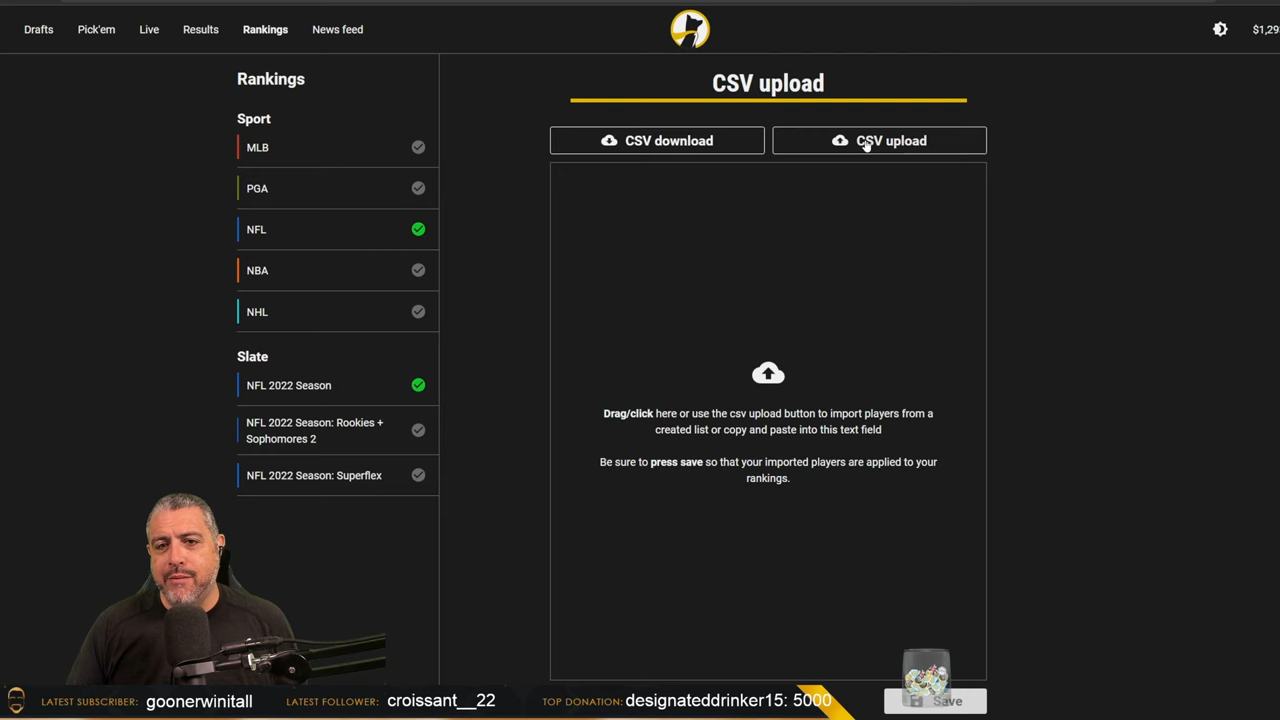 Drafts
Pick'em
Live
Results
Rankings
News feed
$1,29
Rankings
Sport
MLB
PGA
NFL
NBA
NHL
Slate
NFL 2022 Season
NFL 2022 Season: Rookies +
Sophomores 2
NFL 2022 Season: Superflex
CSV upload
CSV download
CSV upload
Drag/click here or use the csv upload button to import players from a
created list or copy and paste into this text field
Be sure to press save so that your imported players are applied to your
rankings.
Save
LATEST SUBSCRIBER: goonerwinitall
LATEST FOLLOWER: croissant__22
TOP DONATION: designateddrinker15: 5000